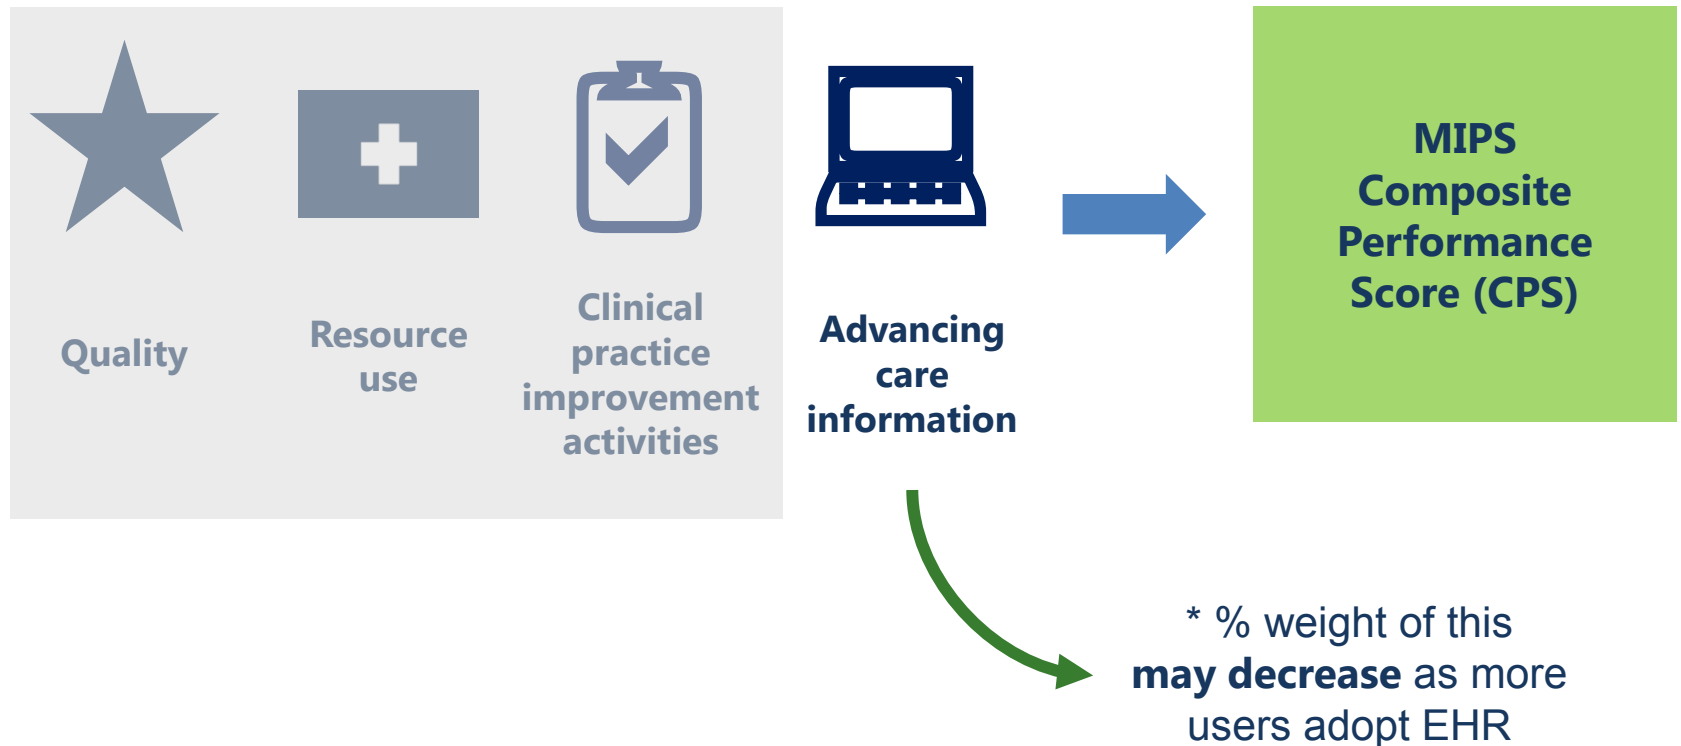 Quality
Resource
use
Clinical
practice
improvement
activities
Advancing
care
information
MIPS
Composite
Performance
Score (CPS)
* % weight of this
may decrease as more
users adopt EHR